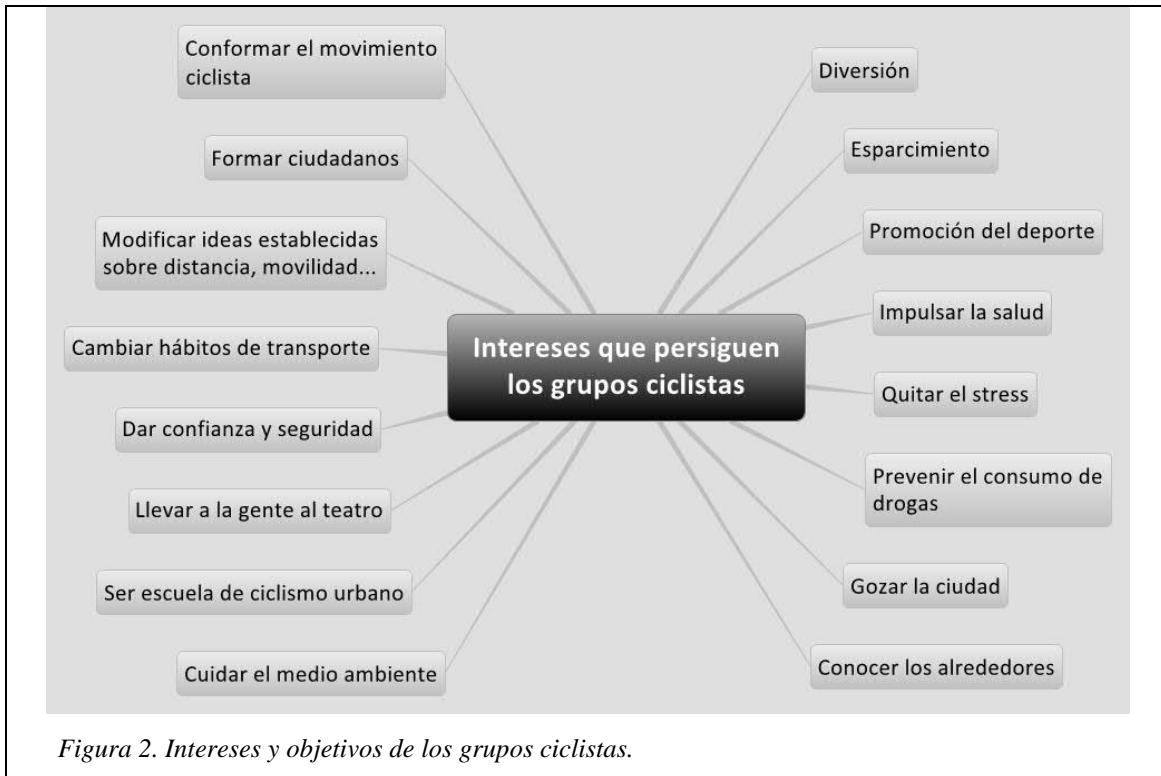 Conformar el movimiento
ciclista
Formar ciudadanos
Modificar ideas establecidas
sobre distancia, movilidad...
Cambiar hábitos de transporte
Dar confianza y seguridad
Llevar a la gente al teatro
Ser escuela de ciclismo urbano
Cuidar el medio ambiente
Intereses que persiguen
los grupos ciclistas
Diversión
Esparcimiento
Promoción del deporte
Impulsar la salud
Quitar el stress
Prevenir el consumo de
drogas
Gozar la ciudad
Conocer los alrededores
Figura 2. Intereses y objetivos de los grupos ciclistas.